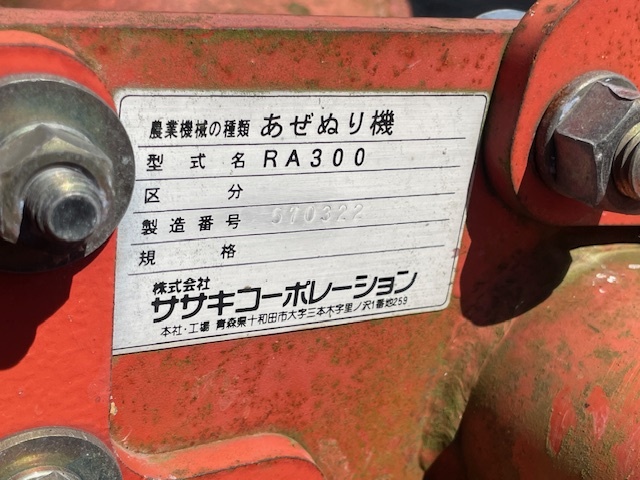 農業機械の種類 あぜぬり機
型式名 RA300
区分
製造番号 070322
規格
株式会社
ササキコーポレーション
本社・工場 青森県十和田市大字三本木字里ノ沢1番地259